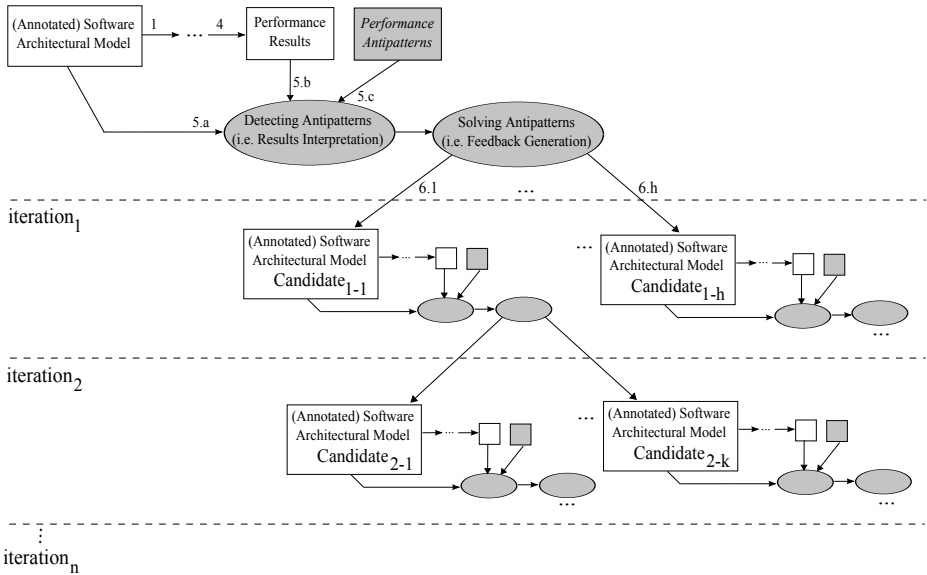 (Annotated) Software
Architectural Model
1
...
4
Performance
Results
Performance
Antipatterns
5.b
5.c
5.a
Detecting Antipatterns
(i.e. Results Interpretation)
Solving Antipatterns
(i.e. Feedback Generation)
6.1
...
6.h
iteration1
(Annotated) Software
Architectural Model
Candidate1-1
...
...
(Annotated) Software
Architectural Model
Candidate1-h
...
...
iteration2
(Annotated) Software
Architectural Model
Candidate2-1
...
...
...
(Annotated) Software
Architectural Model
Candidate2-k
...
...
...
iterationn